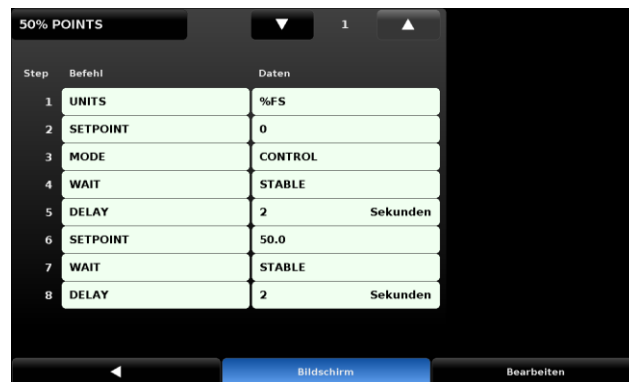 50% POINTS ▼ 1 ▲
Step Befehl Daten
1 UNITS %FS
2 SETPOINT 0
3 MODE CONTROL
4 WAIT STABLE
5 DELAY 2 Sekunden
6 SETPOINT 50.0
7 WAIT STABLE
8 DELAY 2 Sekunden
◀ Bildschirm Bearbeiten